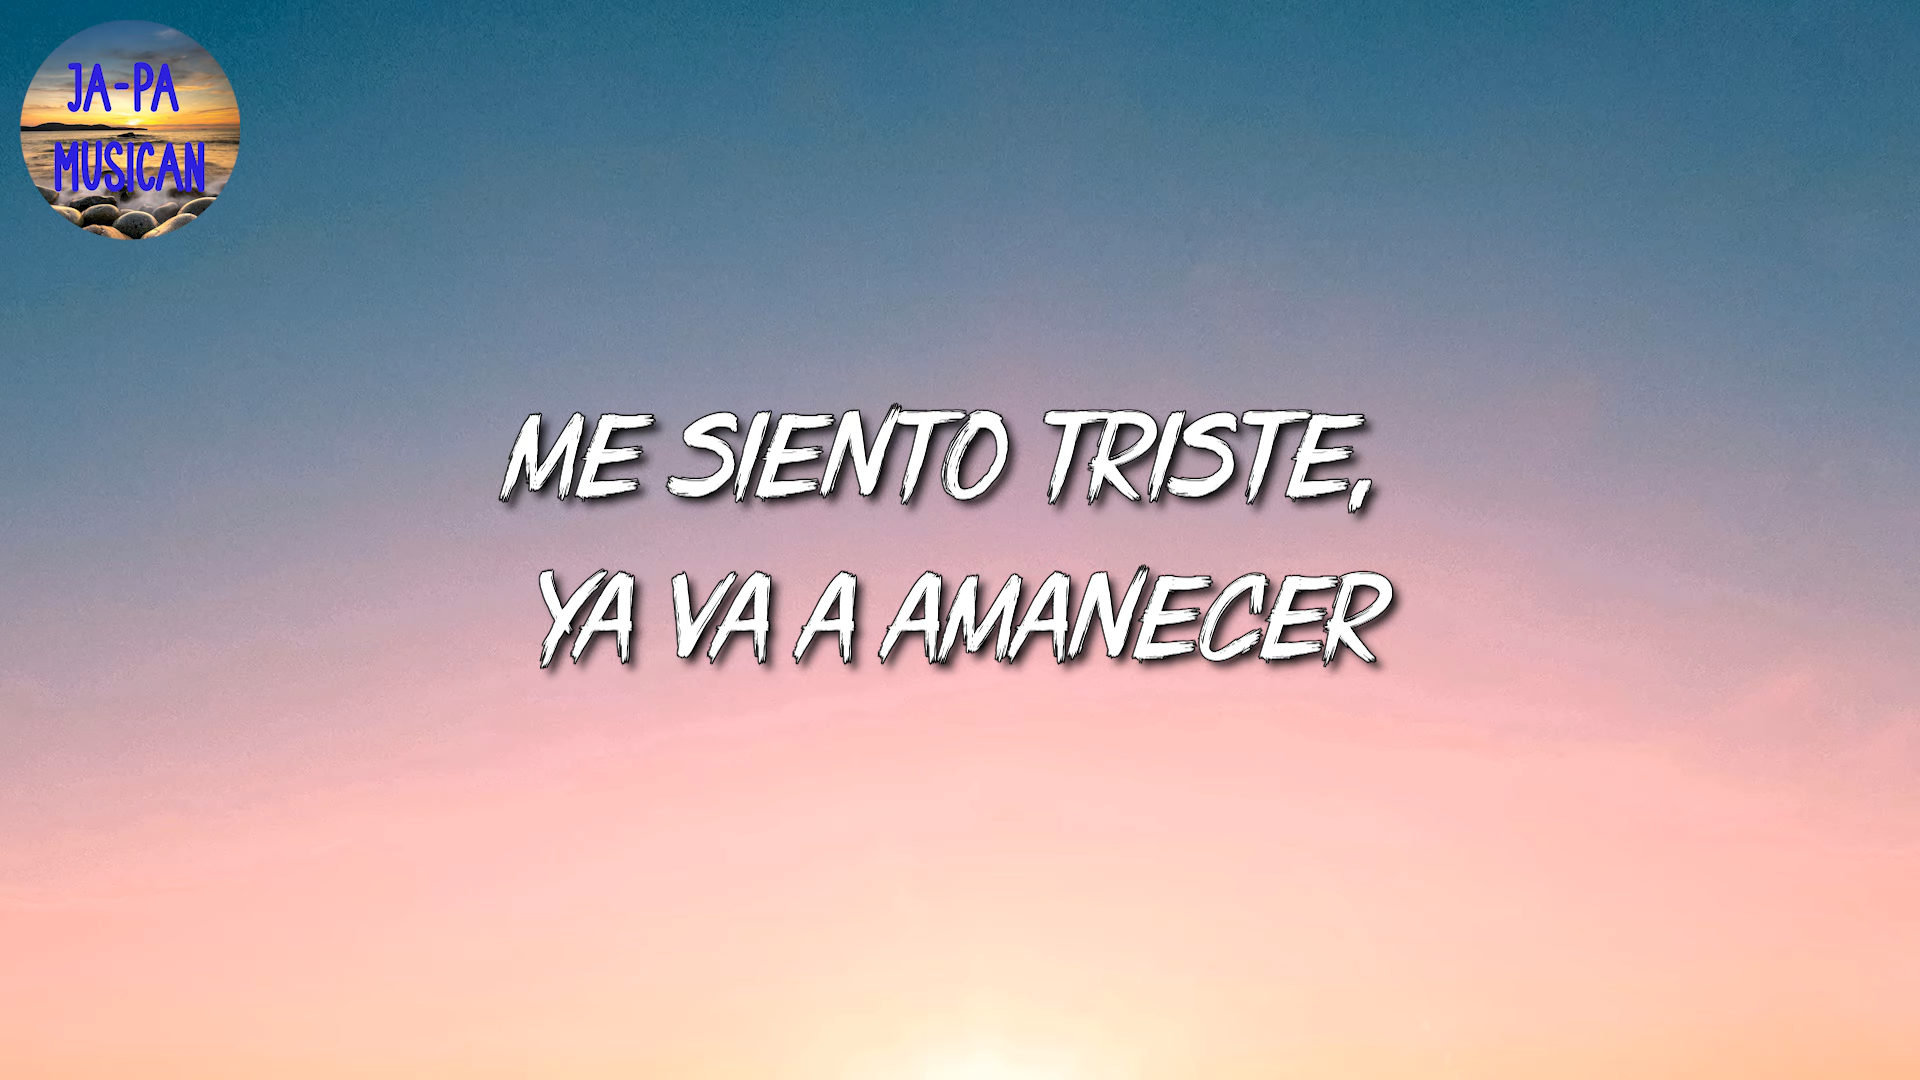 JA-PA
MUSICAN
ME SIENTO TRISTE,
YA VA A AMANECER